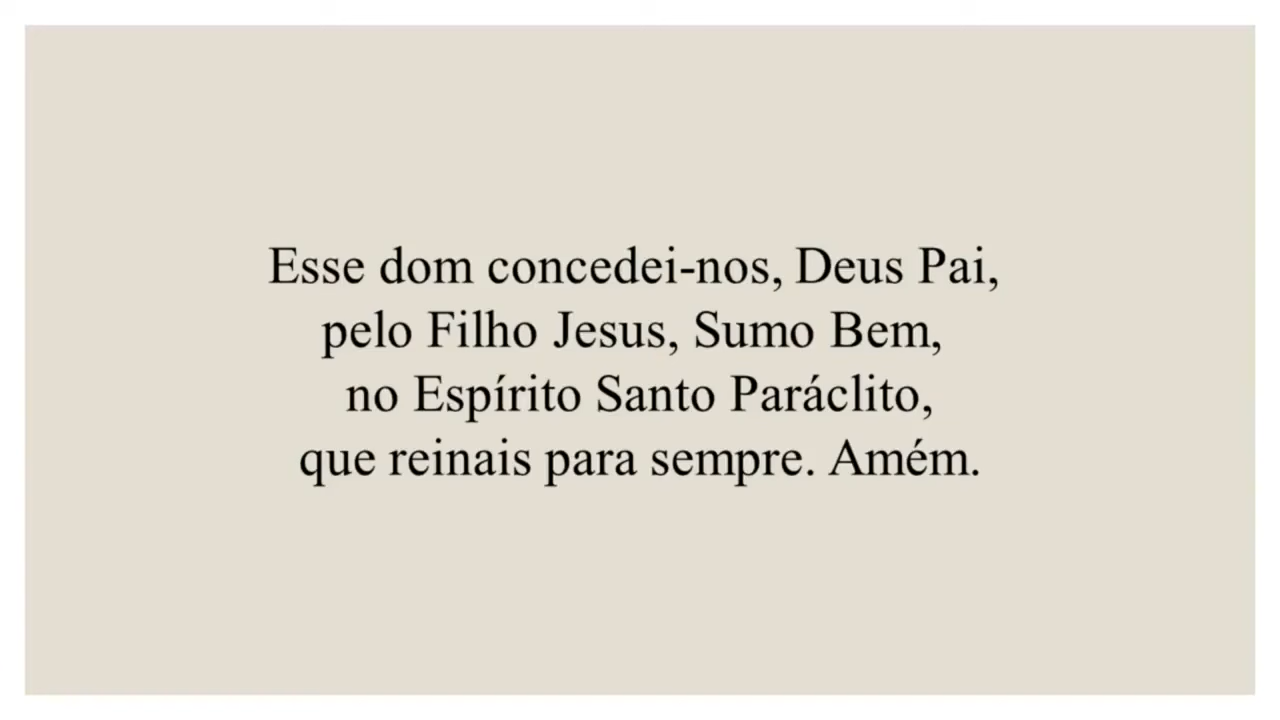 Esse dom concedei-nos, Deus Pai,
pelo Filho Jesus, Sumo Bem,
no Espírito Santo Paráclito,
que reinais para sempre. Amém.